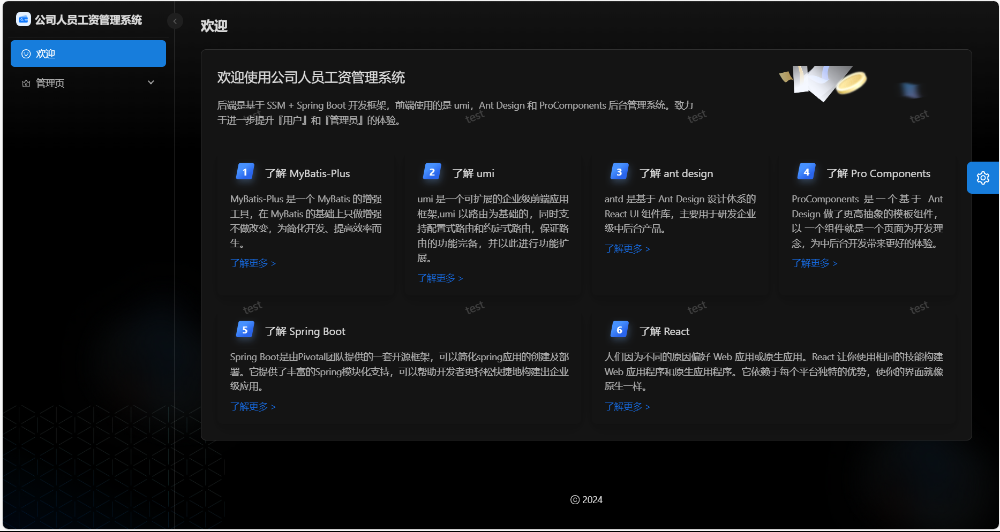 公司人员工资管理系统
欢迎
管理页
欢迎
欢迎使用公司人员工资管理系统
后端是基于 SSM + Spring Boot 开发框架，前端使用的是 umi，Ant Design 和 ProComponents 后台管理系统。致力
于进一步提升『用户』和『管理员』的体验。
test test test test
1 了解 MyBatis-Plus
MyBatis-Plus 是一个 MyBatis 的增强
工具，在 MyBatis 的基础上只做增强
不做改变，为简化开发、提高效率而
生。
了解更多 >
2 了解 umi
umi 是一个可扩展的企业级前端应用
框架,umi 以路由为基础的，同时支
持配置式路由和约定式路由，保证路
由的功能完备，并以此进行功能扩
展。
了解更多 >
3 了解 ant design
antd 是基于 Ant Design 设计体系的
React UI 组件库，主要用于研发企业
级中后台产品。
了解更多 >
4 了解 Pro Components
ProComponents 是一个基于 Ant
Design 做了更高抽象的模板组件，
以 一个组件就是一个页面为开发理
念，为中后台开发带来更好的体验。
了解更多 >
test test test test
5 了解 Spring Boot
Spring Boot是由Pivotal团队提供的一套开源框架，可以简化spring应用的创建及部
署。它提供了丰富的Spring模块化支持，可以帮助开发者更轻松快捷地构建出企业
级应用。
了解更多 >
6 了解 React
人们因为不同的原因偏好 Web 应用或原生应用。React 让你使用相同的技能构建
Web 应用程序和原生应用程序。它依赖于每个平台独特的优势，使你的界面就像
原生一样。
了解更多 >
© 2024